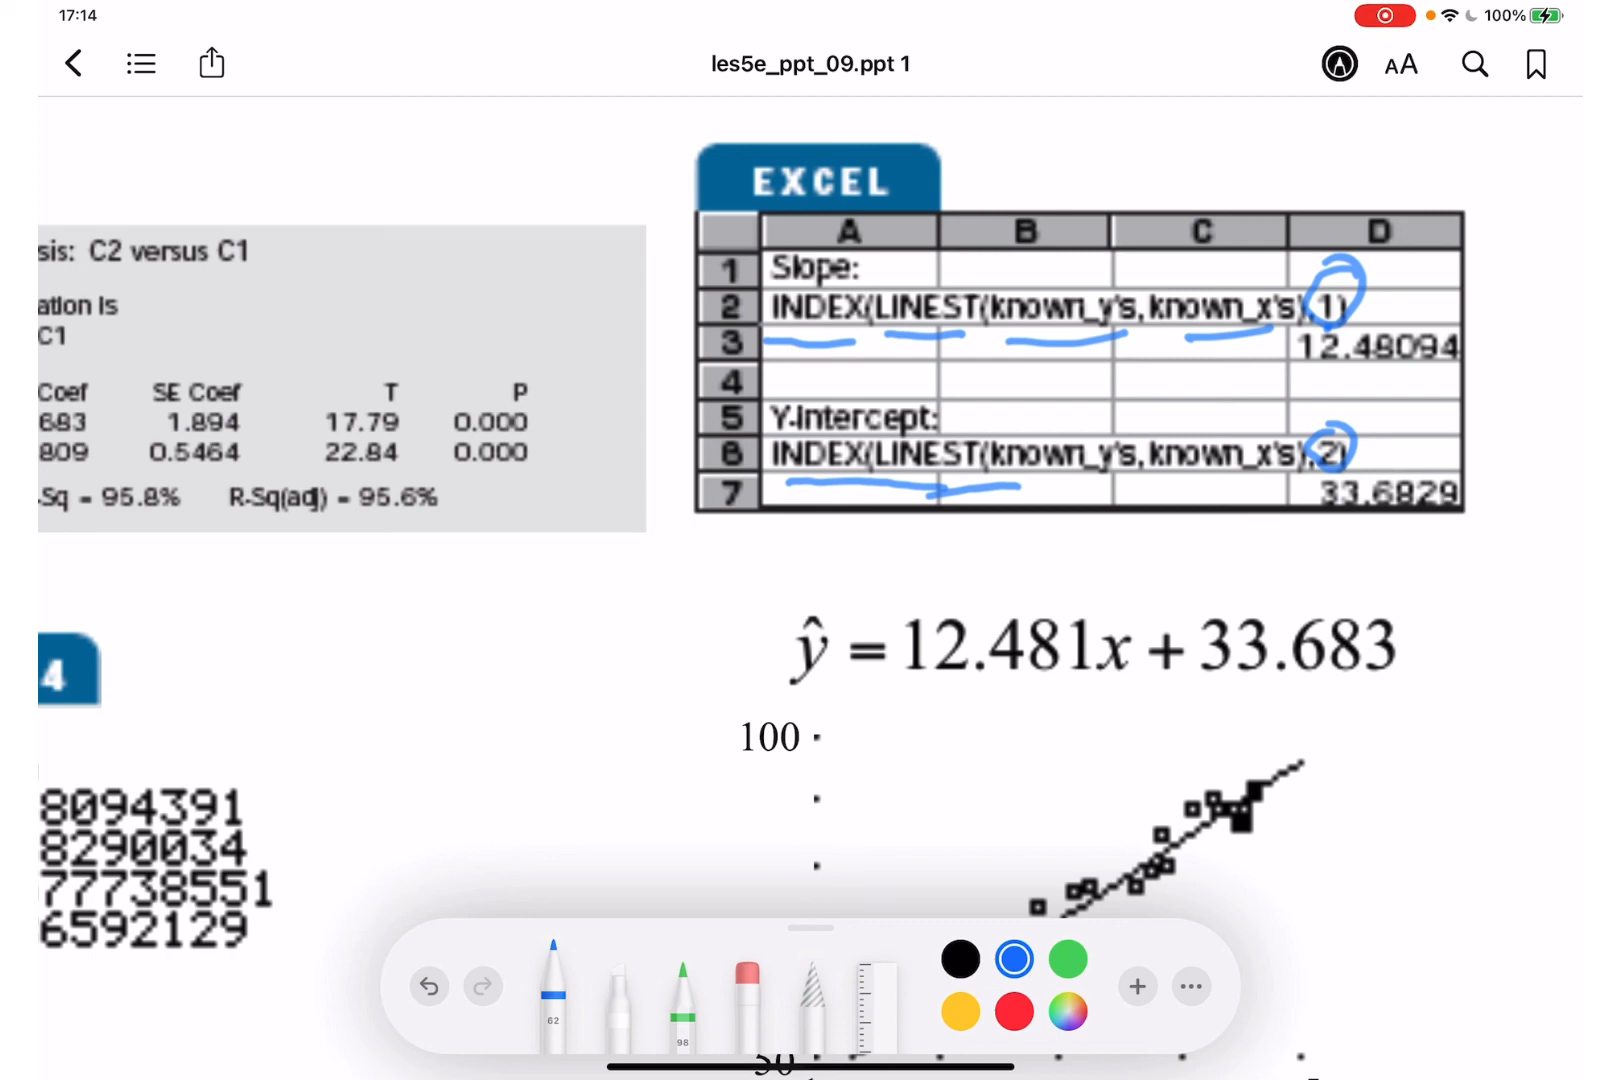 17:14
100%
les5e_ppt_09.ppt 1
AA
EXCEL
A B C D
1 Slope:
2 INDEX(LINEST(known_y's,known_x's),1)
3 12.48094
4
5 Y-Intercept:
6 INDEX(LINEST(known_y's,known_x's),2)
7 33.6829
sis: C2 versus C1
ation is
C1
Coef SE Coef T P
683 1.894 17.79 0.000
809 0.5464 22.84 0.000
-Sq = 95.8% R-Sq(adj) = 95.6%
ŷ = 12.481x + 33.683
4
100
8094391
8290034
77738551
6592129
62
98
50